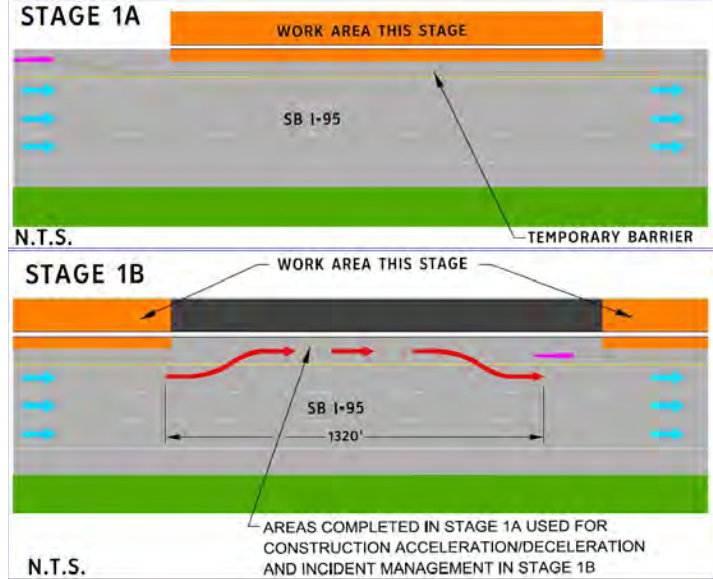 STAGE 1A
WORK AREA THIS STAGE
SB I-95
TEMPORARY BARRIER
N.T.S.
STAGE 1B
WORK AREA THIS STAGE
SB I-95
1320'
AREAS COMPLETED IN STAGE 1A USED FOR
CONSTRUCTION ACCELERATION/DECELERATION
AND INCIDENT MANAGEMENT IN STAGE 1B
N.T.S.